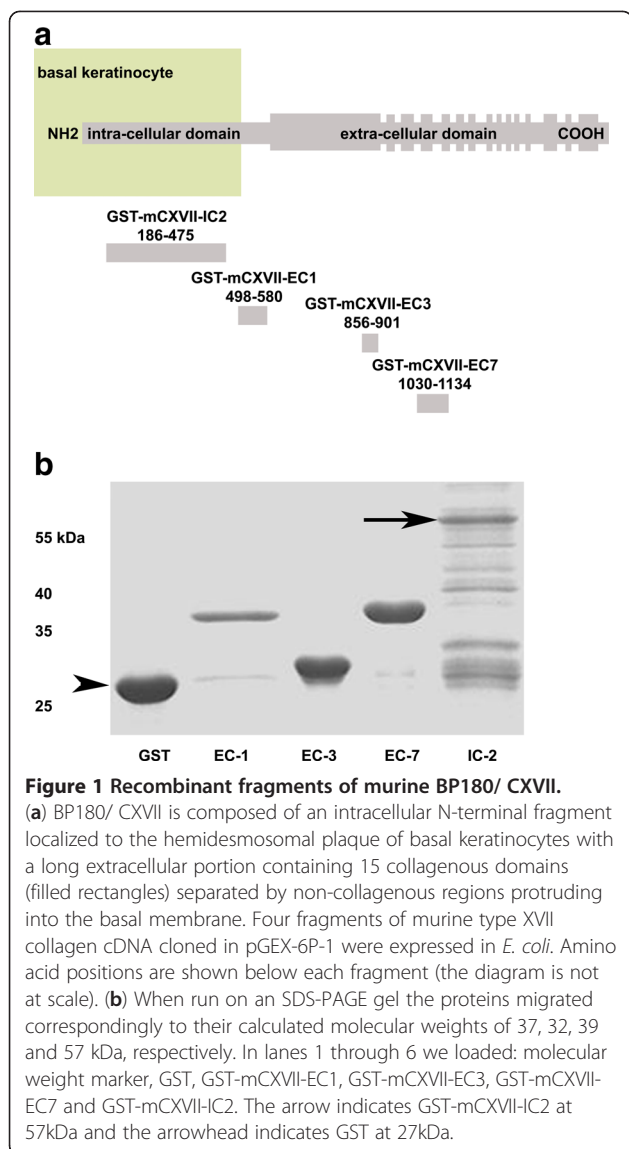 a
basal keratinocyte
NH2 intra-cellular domain extra-cellular domain COOH
GST-mCXVII-IC2
186-475
GST-mCXVII-EC1
498-580
GST-mCXVII-EC3
856-901
GST-mCXVII-EC7
1030-1134
b
55 kDa
40
35
25
GST EC-1 EC-3 EC-7 IC-2
Figure 1 Recombinant fragments of murine BP180/ CXVII.
(a) BP180/ CXVII is composed of an intracellular N-terminal fragment
localized to the hemidesmosomal plaque of basal keratinocytes with
a long extracellular portion containing 15 collagenous domains
(filled rectangles) separated by non-collagenous regions protruding
into the basal membrane. Four fragments of murine type XVII
collagen cDNA cloned in pGEX-6P-1 were expressed in E. coli. Amino
acid positions are shown below each fragment (the diagram is not
at scale). (b) When run on an SDS-PAGE gel the proteins migrated
correspondingly to their calculated molecular weights of 37, 32, 39
and 57 kDa, respectively. In lanes 1 through 6 we loaded: molecular
weight marker, GST, GST-mCXVII-EC1, GST-mCXVII-EC3, GST-mCXVII-
EC7 and GST-mCXVII-IC2. The arrow indicates GST-mCXVII-IC2 at
57kDa and the arrowhead indicates GST at 27kDa.